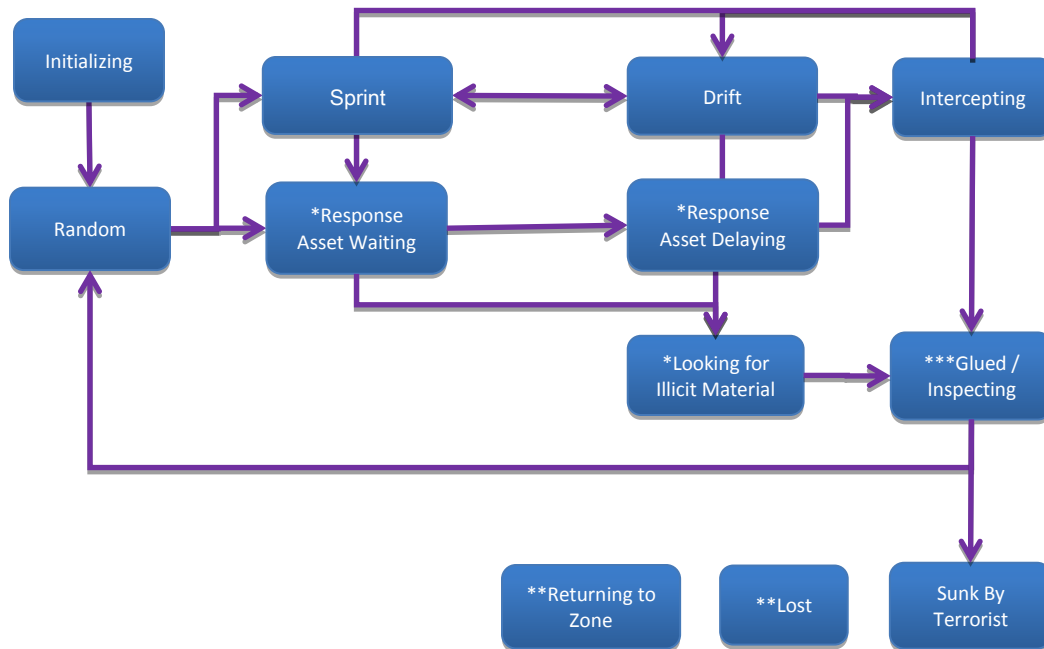 Initializing
Sprint
Drift
Intercepting
Random
*Response
Asset Waiting
*Response
Asset Delaying
*Looking for
Illicit Material
***Glued /
Inspecting
**Returning to
Zone
**Lost
Sunk By
Terrorist